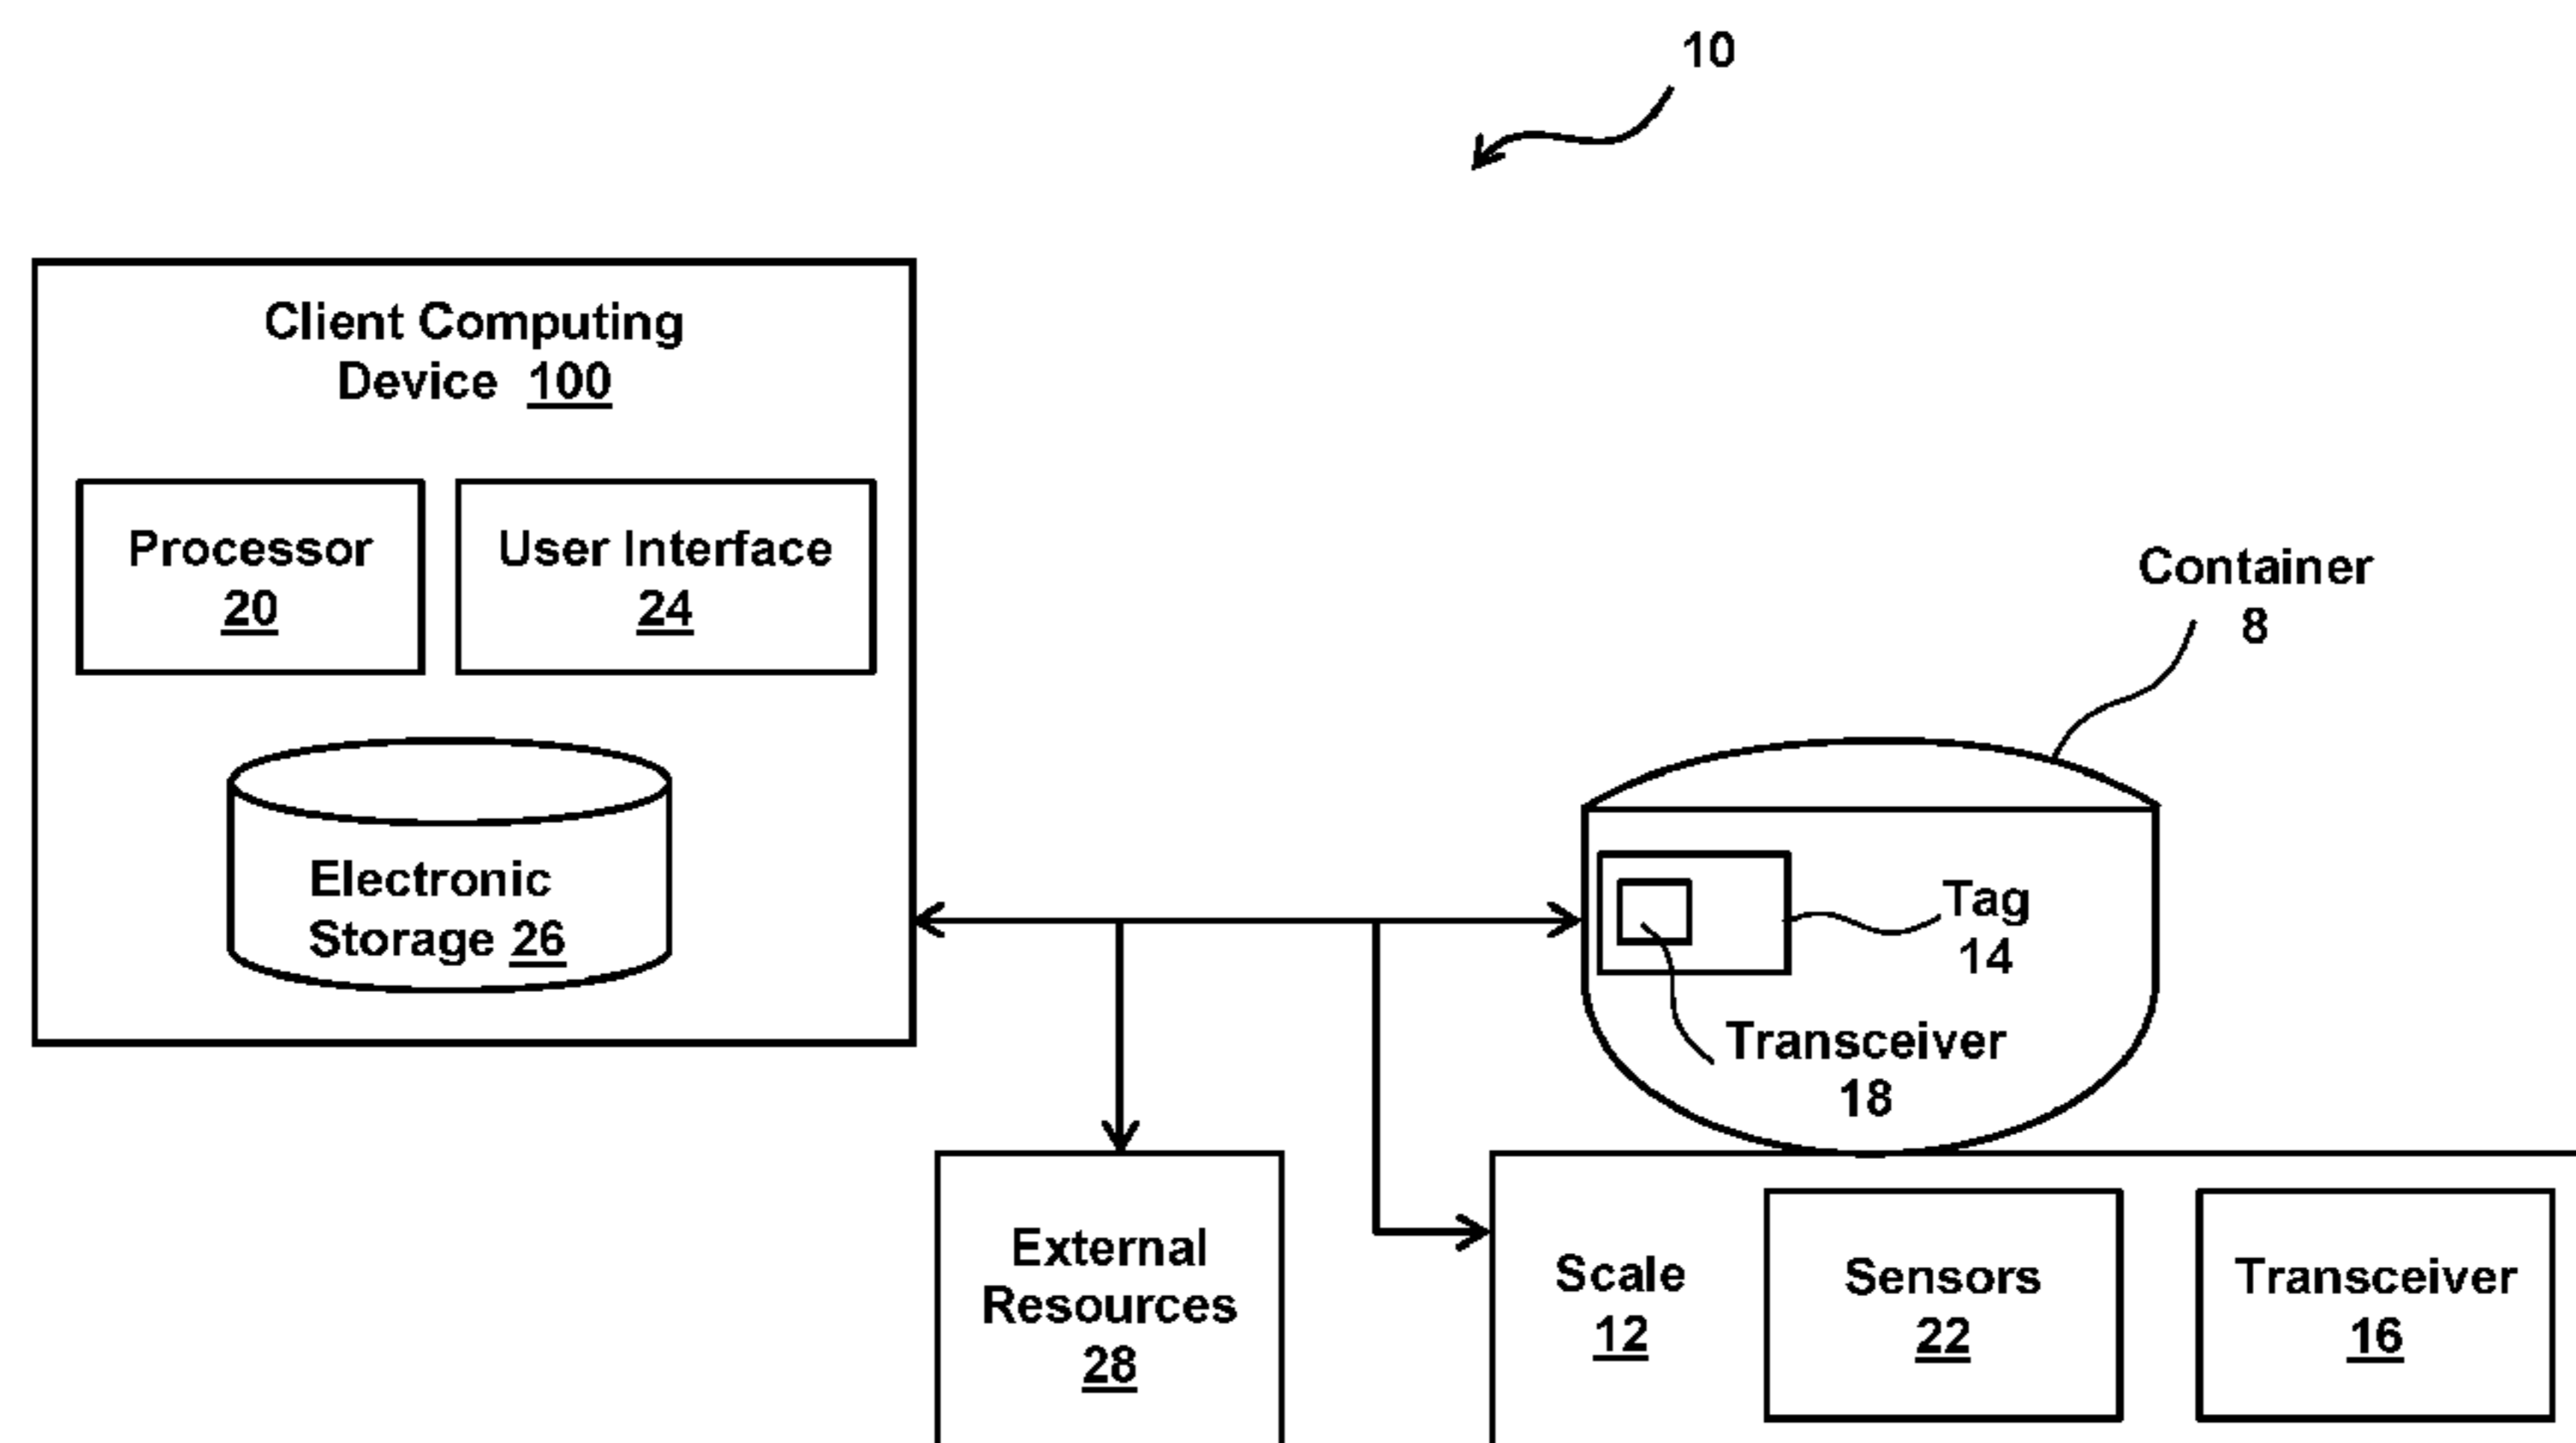 10
Client Computing
Device 100
Processor
20
User Interface
24
Electronic
Storage 26
Container
8
Tag
14
Transceiver
18
External
Resources
28
Scale
12
Sensors
22
Transceiver
16